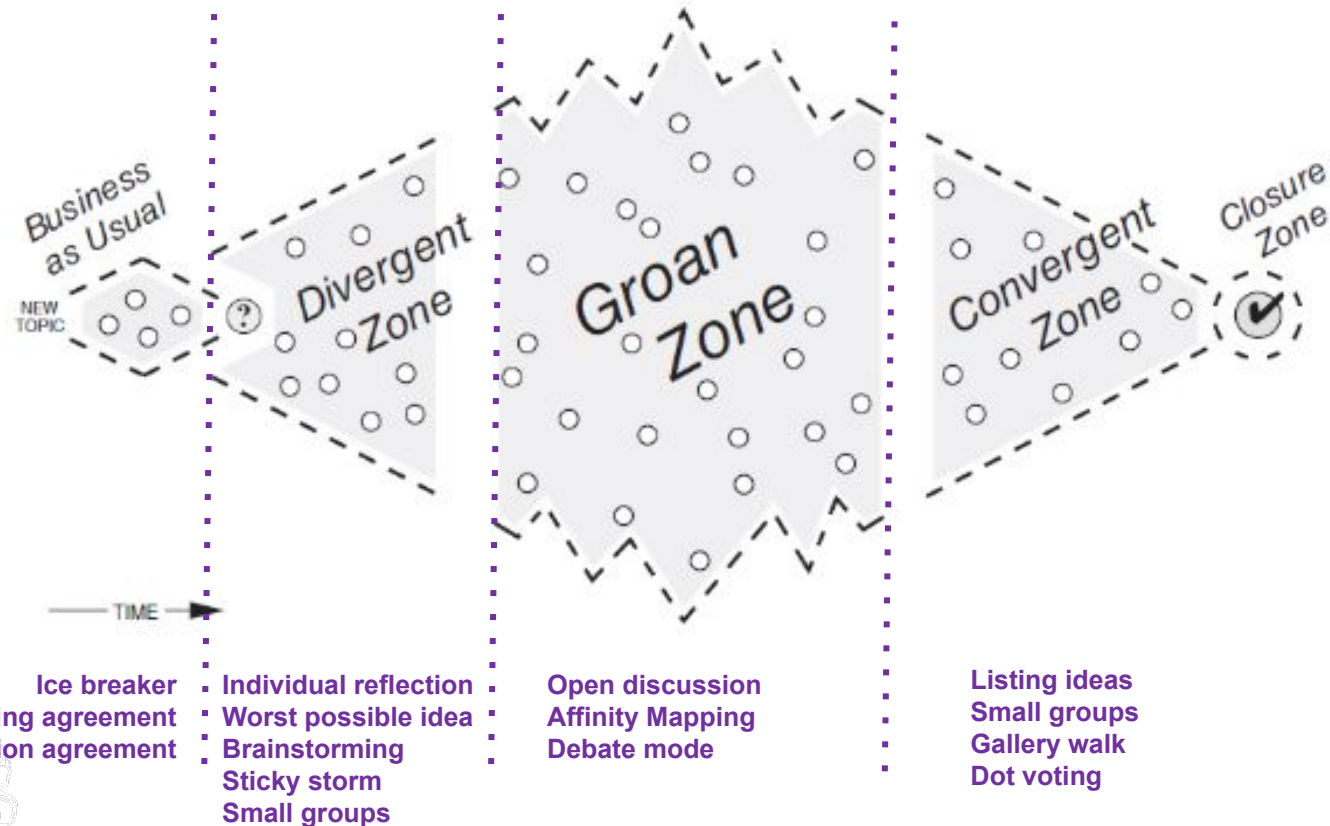 Business
as Usual
NEW
TOPIC
?
Divergent
Zone
Groan
Zone
Convergent
Zone
Closure
Zone
TIME
Ice breaker
agreement
agreement
Individual reflection
Worst possible idea
Brainstorming
Sticky storm
Small groups
Open discussion
Affinity Mapping
Debate mode
Listing ideas
Small groups
Gallery walk
Dot voting